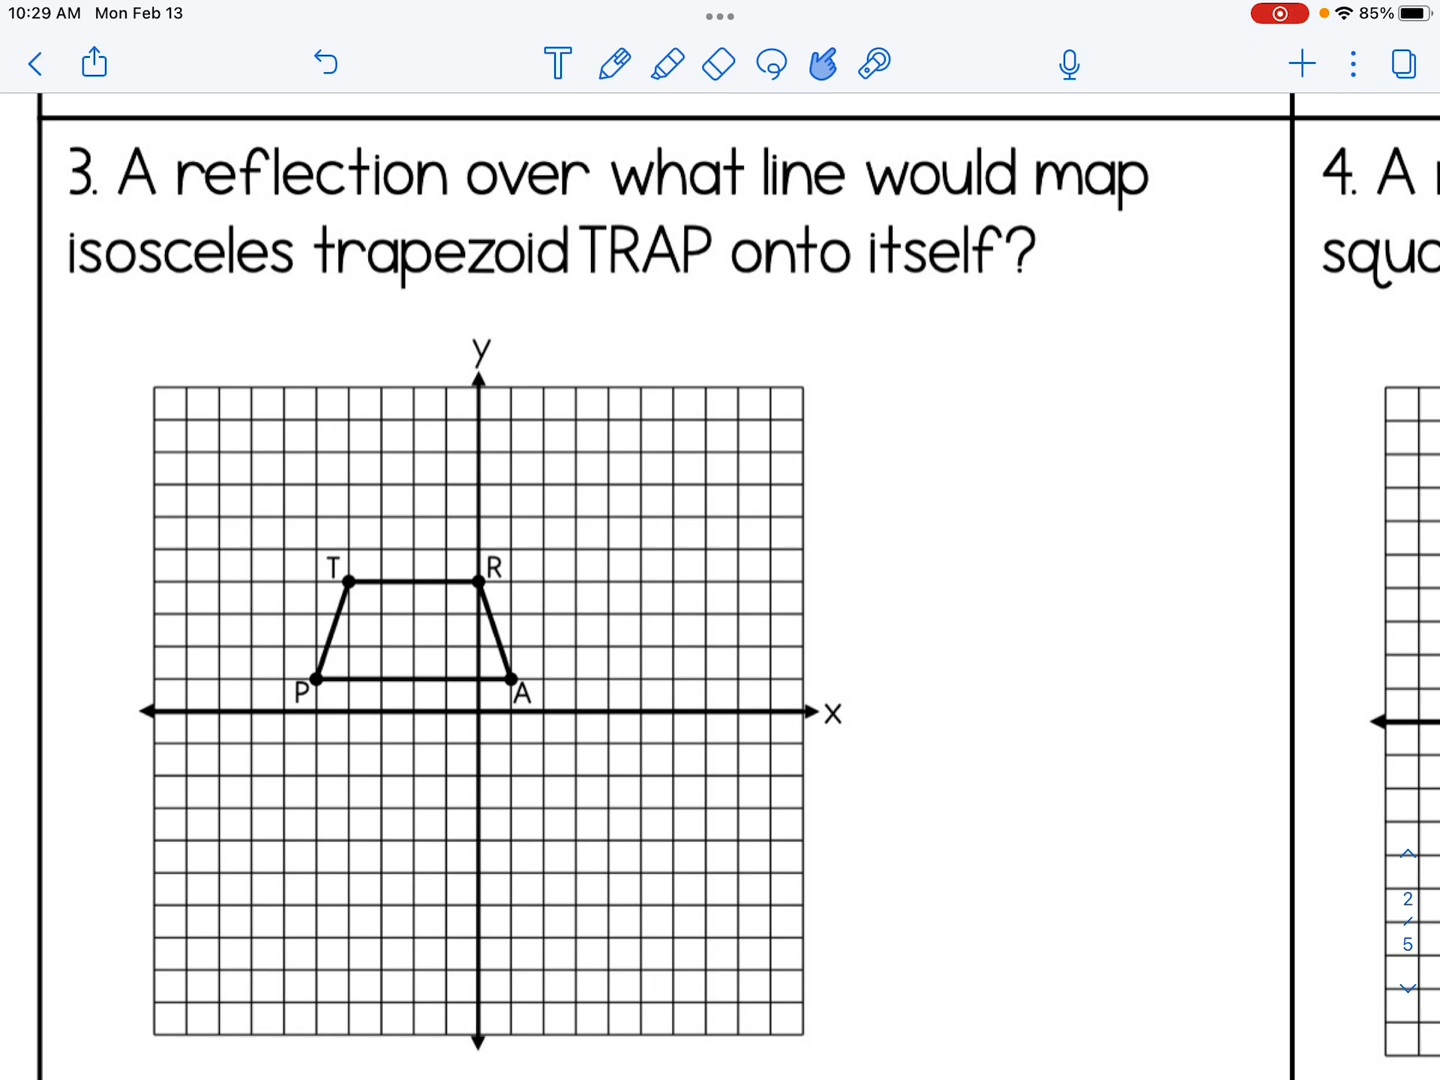 10:29 AM Mon Feb 13
85%
T
3. A reflection over what line would map
isosceles trapezoid TRAP onto itself?
4. A
squa
y
T
R
P
A
x
2
/
5